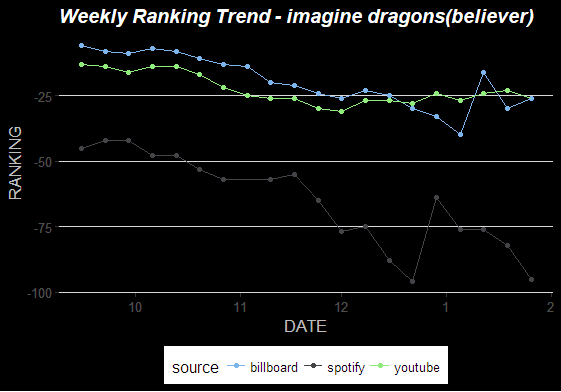 Weekly Ranking Trend - imagine dragons(believer)
RANKING
-25
-50
-75
-100
10 11 12 1 2
DATE
source billboard spotify youtube